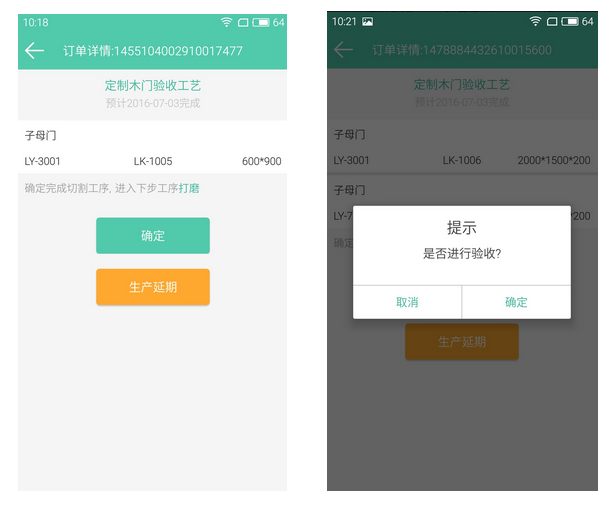 10:18
64
订单详情:1455104002910017477
定制木门验收工艺
预计2016-07-03完成
子母门
LY-3001 LK-1005 600*900
确定完成切割工序, 进入下步工序打磨
确定
生产延期
10:21
64
订单详情:1478884432610015600
定制木门验收工艺
预计2016-07-03完成
子母门
LY-3001 LK-1006 2000*1500*200
子母门
LY-7
200
确定
提示
是否进行验收?
取消 确定
生产延期